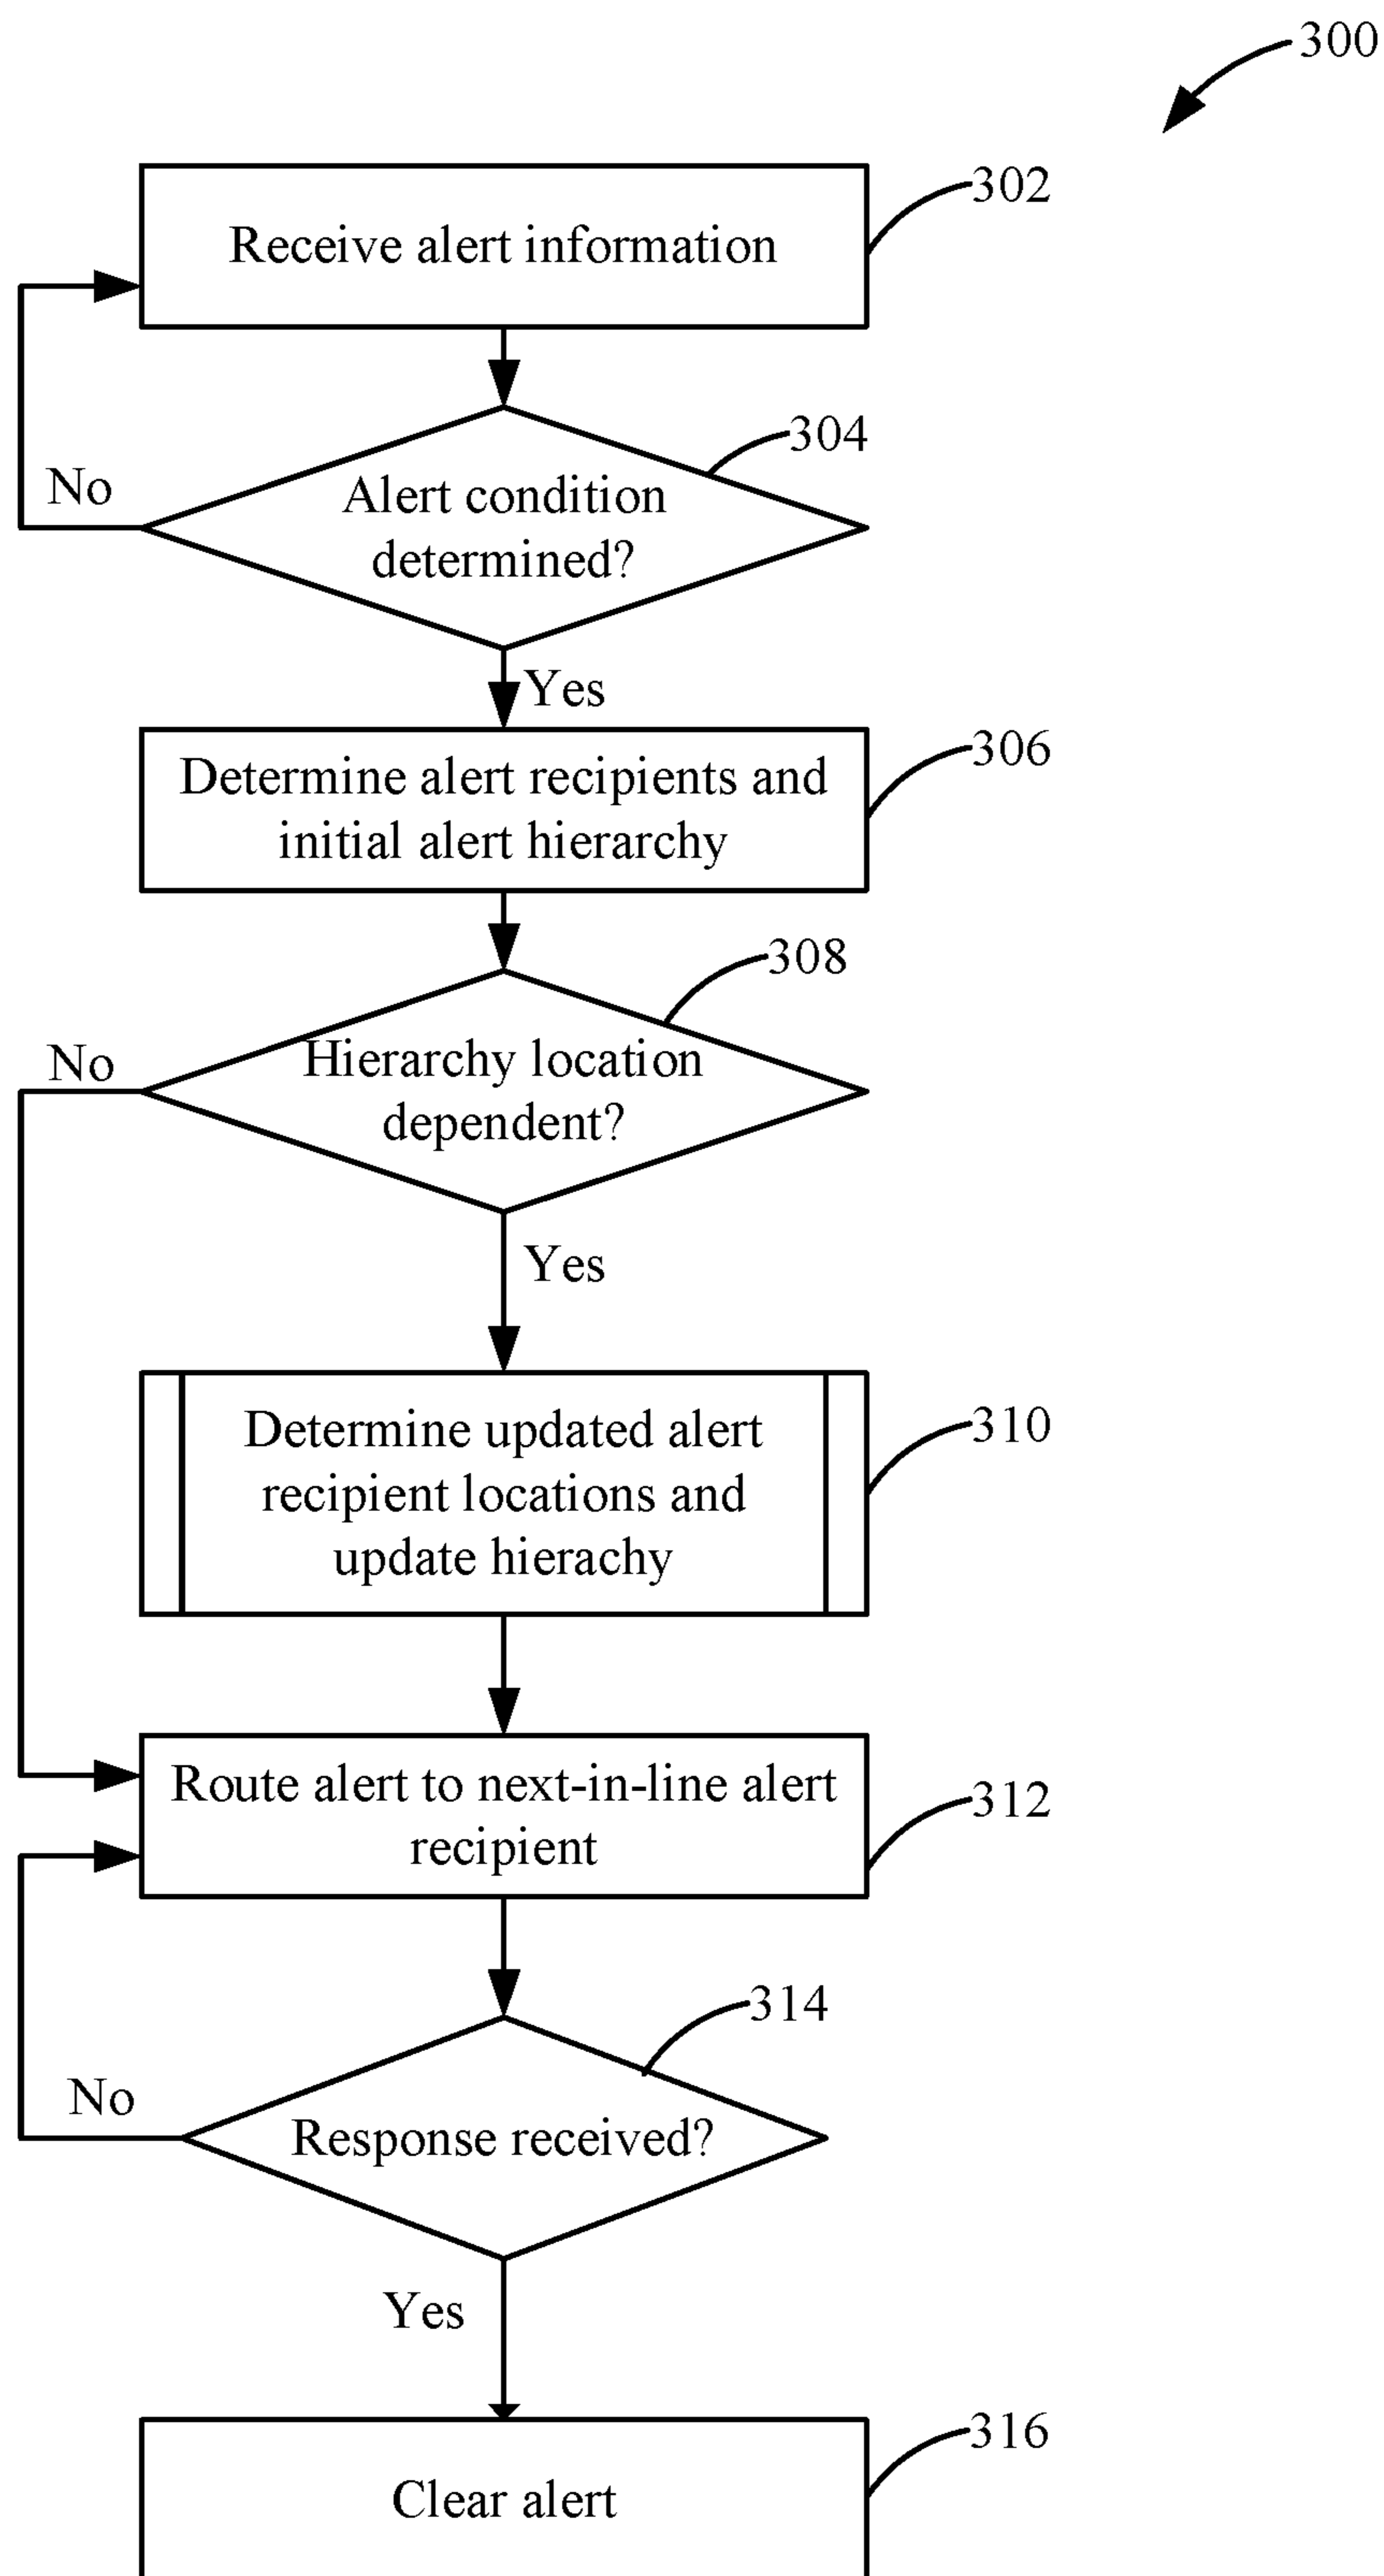 300
302
Receive alert information
304
No
Alert condition
determined?
Yes
306
Determine alert recipients and
initial alert hierarchy
308
No
Hierarchy location
dependent?
Yes
310
Determine updated alert
recipient locations and
update hierachy
Route alert to next-in-line alert
recipient
312
314
No
Response received?
Yes
316
Clear alert